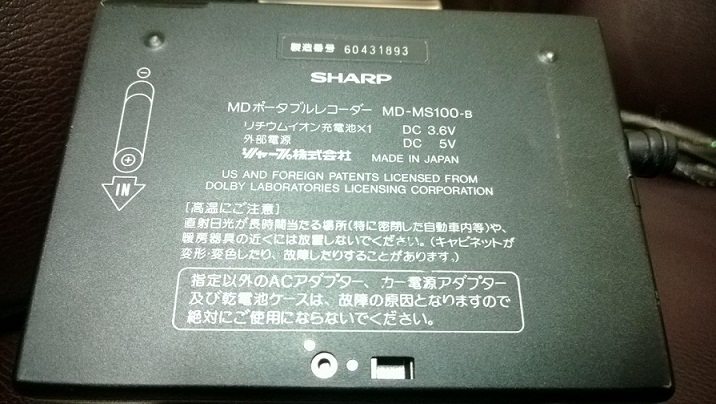 製造番号 60431893
SHARP
MDポータブルレコーダー MD-MS100-B
リチウムイオン充電池×1 DC 3.6V
外部電源 DC 5V
シャープ株式会社 MADE IN JAPAN
US AND FOREIGN PATENTS LICENSED FROM
DOLBY LABORATORIES LICENSING CORPORATION
[高温にご注意]
直射日光が長時間当たる場所(特に密閉した自動車内等)や、
暖房器具の近くには放置しないでください。(キャビネットが
変形・変色したり、故障したりすることがあります。)
指定以外のACアダプター、カー電源アダプター
及び乾電池ケースは、故障の原因となりますので
絶対にご使用にならないでください。
IN